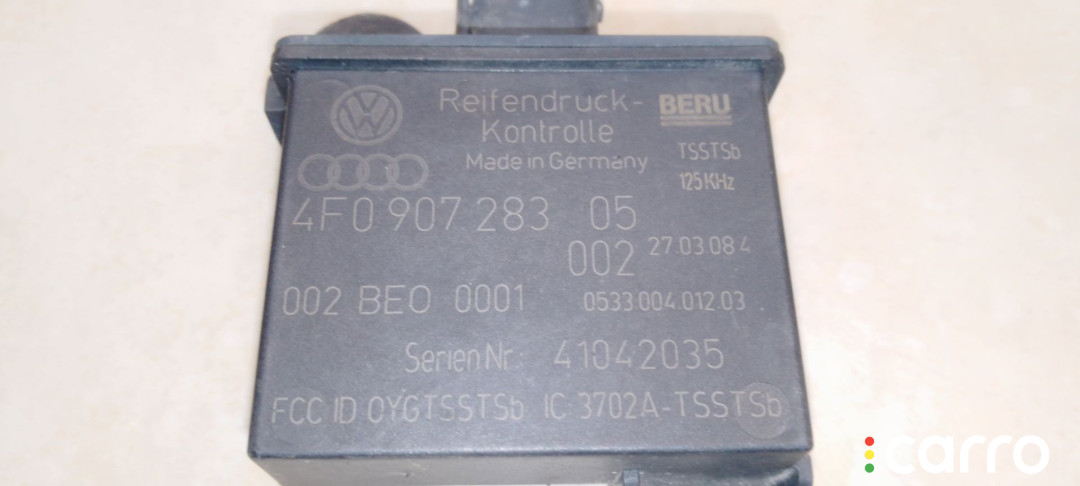 Reifendruck- BERU
Kontrolle
Made in Germany TSSTSb
125KHz
4F0 907 283 05
002 27.03.08 4
002 BEO 0001 0533.004.012.03
Serien Nr.: 41042035
FCC ID OYGTSSTSb IC 3702A-TSSTSb
carro